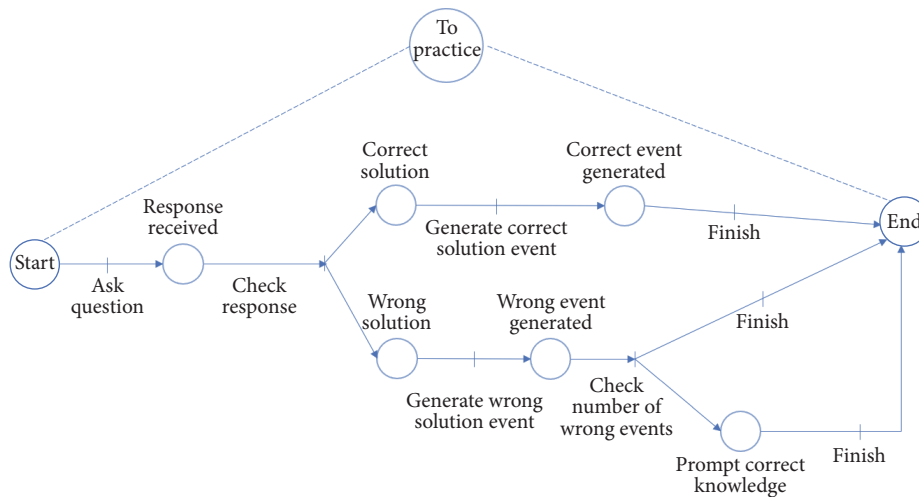 To
practice
Correct
solution
Correct event
generated
Response
received
Start
End
Generate correct
solution event
Finish
Ask
question
Check
response
Wrong
solution
Wrong event
generated
Finish
Generate wrong
solution event
Check
number of
wrong events
Finish
Prompt correct
knowledge